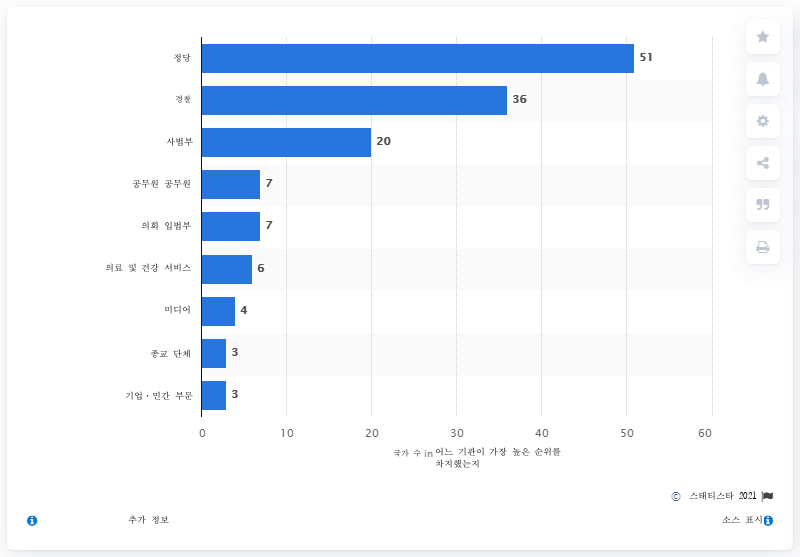 정당 51
경찰 36
사법부 20
공무원 공무원 7
의회 입법부 7
의료 및 건강 서비스 6
미디어 4
종교 단체 3
기업·민간 부문 3
0 10 20 30 40 50 60
국가 수 in 어느 기관이 가장 높은 순위를
차지했는지
© 스태티스타 2021
추가 정보 소스 표시